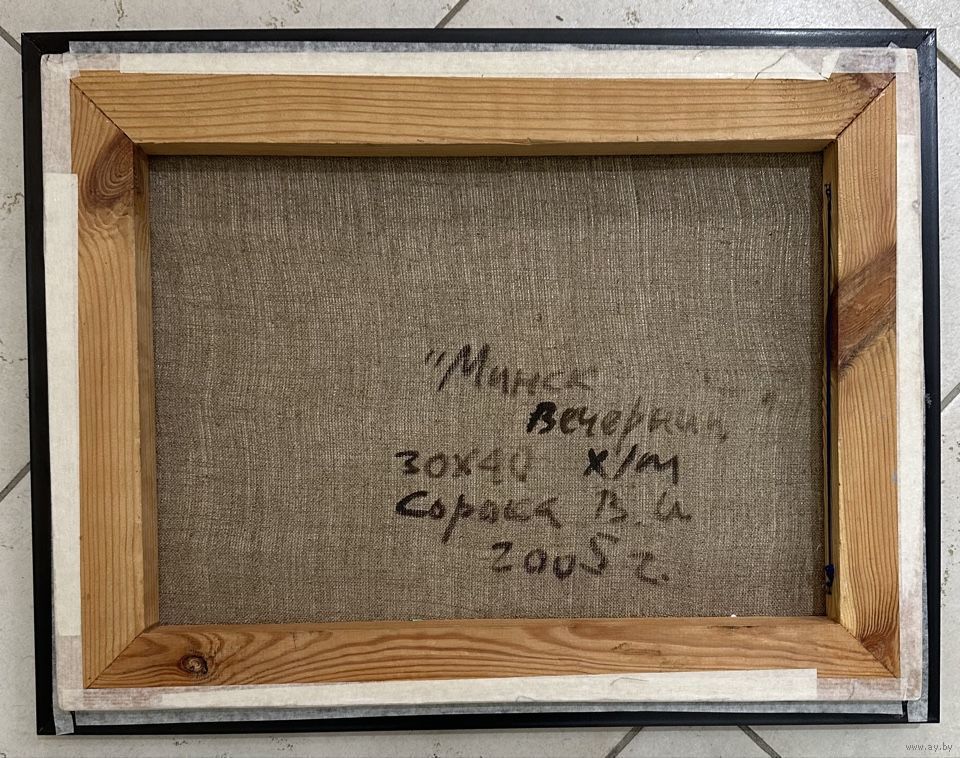 "Минск
Вечерний"
30х40 х/м
Сорока В.И
2005 г.
www.ay.by